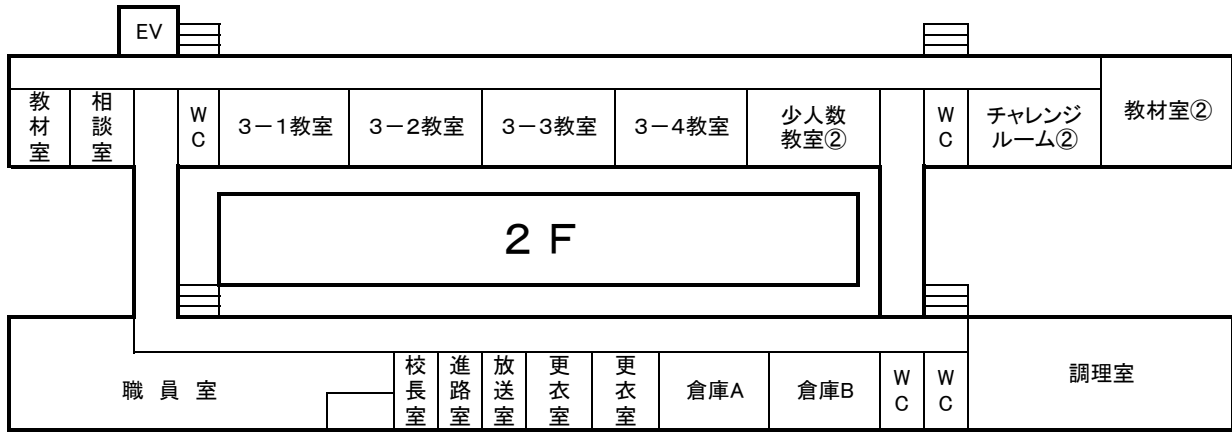 EV
教材室
相談室
WC
3－1教室
3－2教室
3－3教室
3－4教室
少人数
教室②
WC
チャレンジ
ルーム②
教材室②
2 F
職 員 室
校長室
進路室
放送室
更衣室
更衣室
倉庫A
倉庫B
WC
WC
調理室